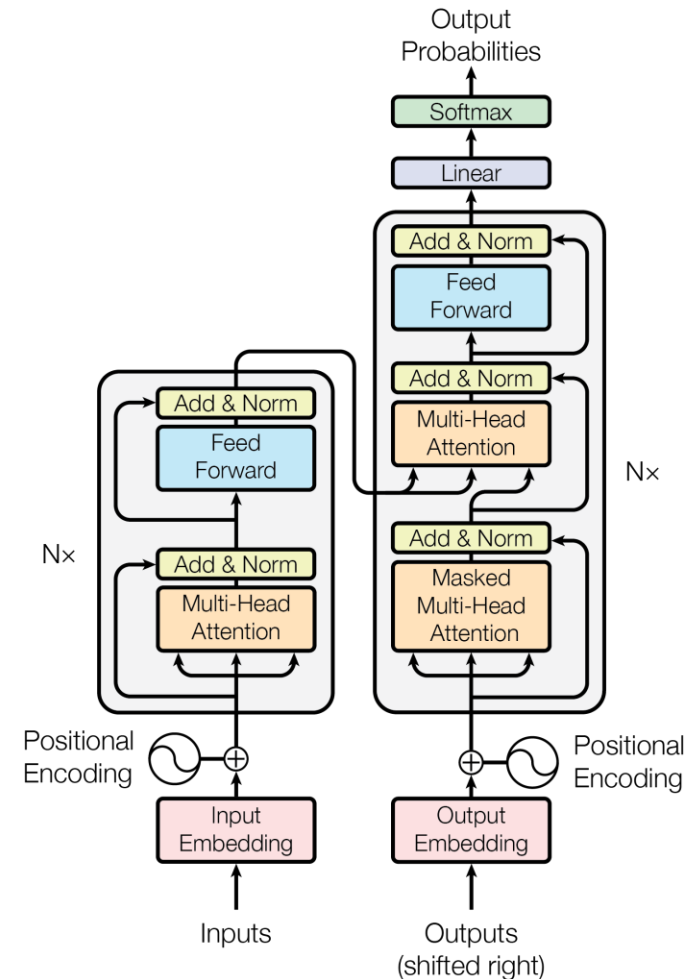 Output
Probabilities
Softmax
Linear
Add & Norm
Feed
Forward
Add & Norm
Multi-Head
Attention
N×
Add & Norm
Masked
Multi-Head
Attention
Add & Norm
Feed
Forward
N×
Add & Norm
Multi-Head
Attention
Positional
Encoding
Positional
Encoding
Input
Embedding
Output
Embedding
Inputs
Outputs
(shifted right)